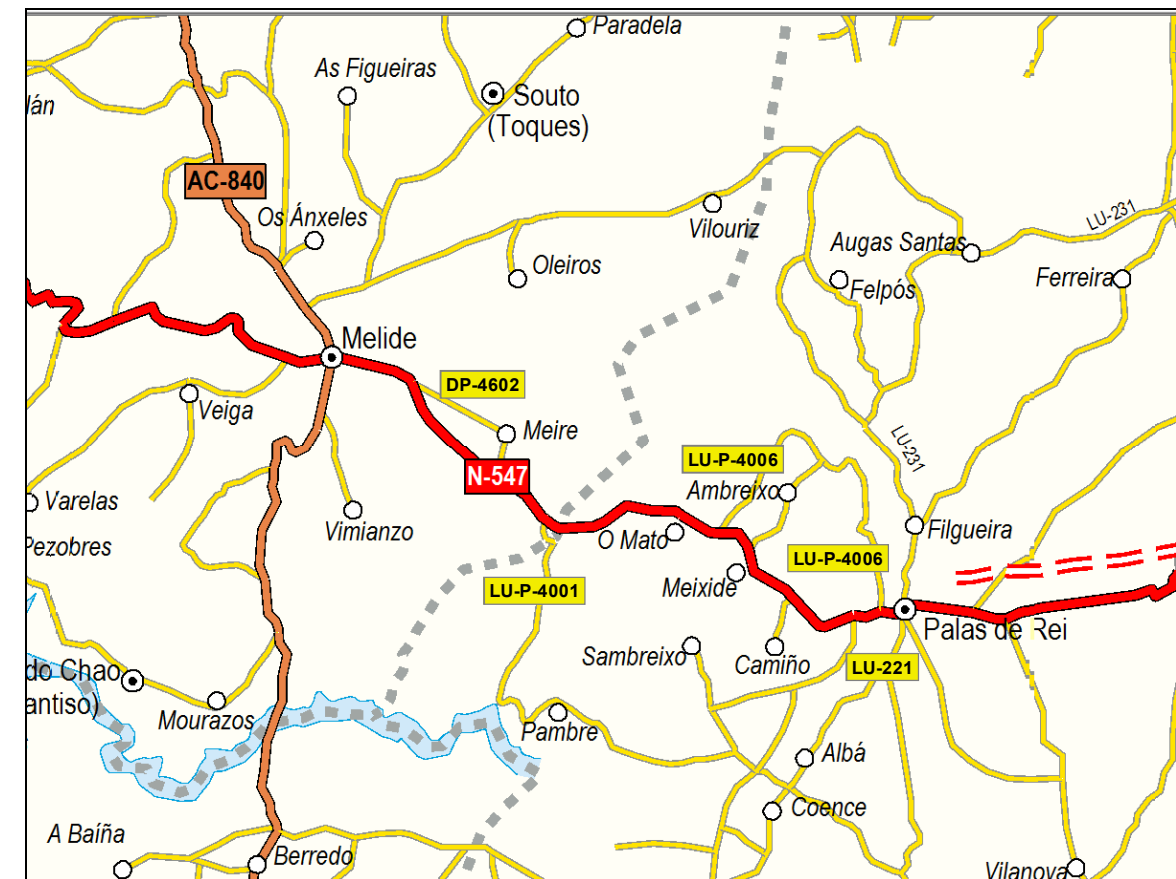 Paradela
As Figueiras
Souto
(Toques)
lán
AC-840
Os Ánxeles
Vilouriz
LU-231
Augas Santas
Oleiros
Felpós
Ferreira
Melide
DP-4602
Veiga
Meire
LU-231
LU-P-4006
N-547
Ambreixo
Varelas
Vimianzo
O Mato
Filgueira
Pezobres
LU-P-4006
Meixide
LU-P-4001
Palas de Rei
Sambreixo
Camiño
LU-221
do Chao
antiso)
Mourazos
Pambre
Albá
Coence
A Baíña
Berredo
Vilanova